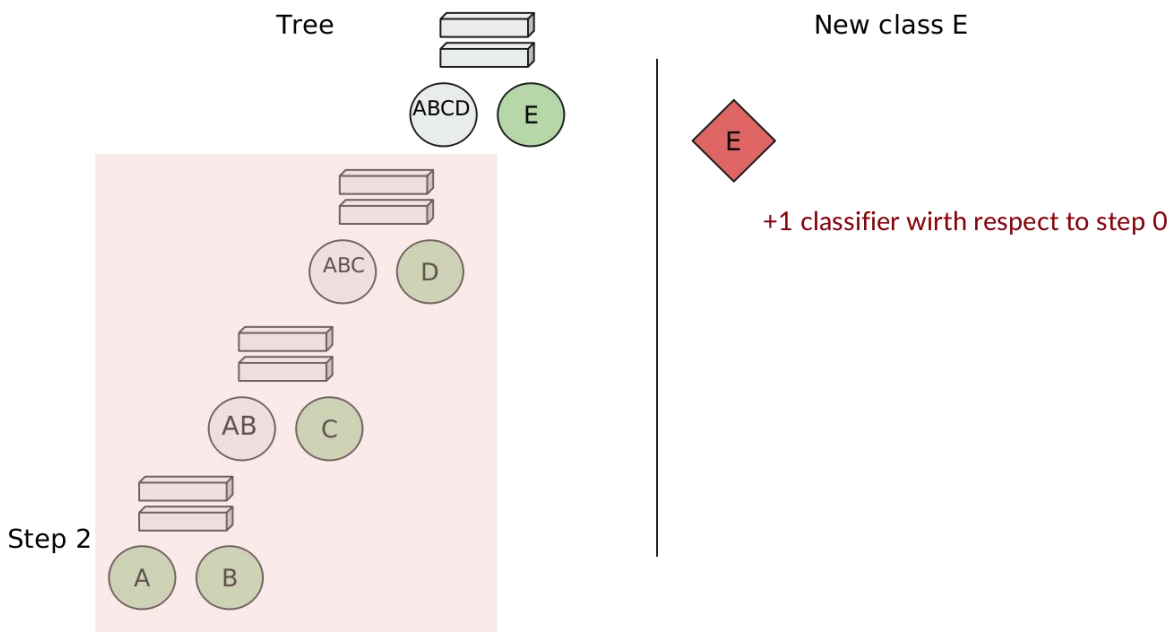 Tree
New class E
ABCD
E
E
+1 classifier wirth respect to step 0
ABC
D
AB
C
Step 2
A
B